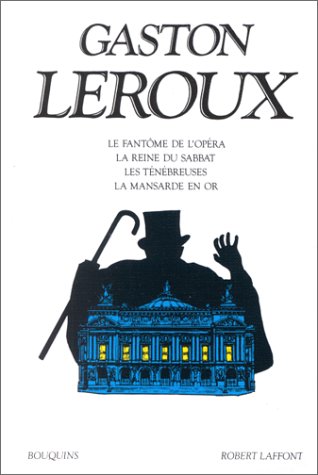 GASTON
LEROUX
LE FANTÔME DE L'OPÉRA
LA REINE DU SABBAT
LES TÉNÉBREUSES
LA MANSARDE EN OR
BOUQUINS
ROBERT LAFFONT